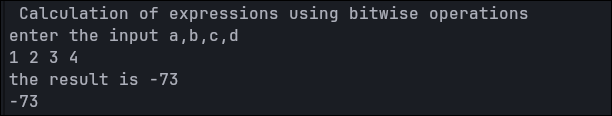 Calculation of expressions using bitwise operations
enter the input a,b,c,d
1 2 3 4
the result is -73
-73